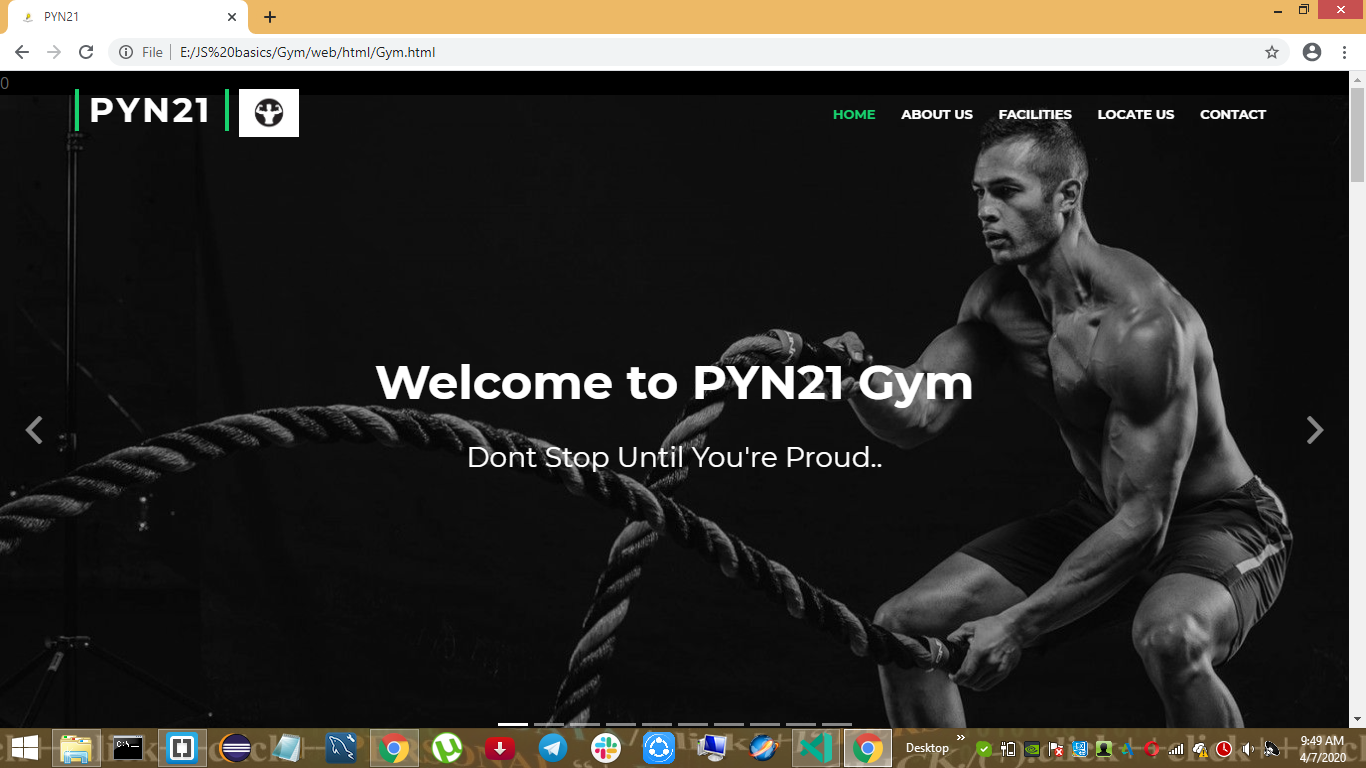 PYN21
File
E:/JS%20basics/Gym/web/html/Gym.html
0
PYN21
HOME ABOUT US FACILITIES LOCATE US CONTACT
Welcome to PYN21 Gym
Dont Stop Until You're Proud..
Desktop
9:49 AM
4/7/2020